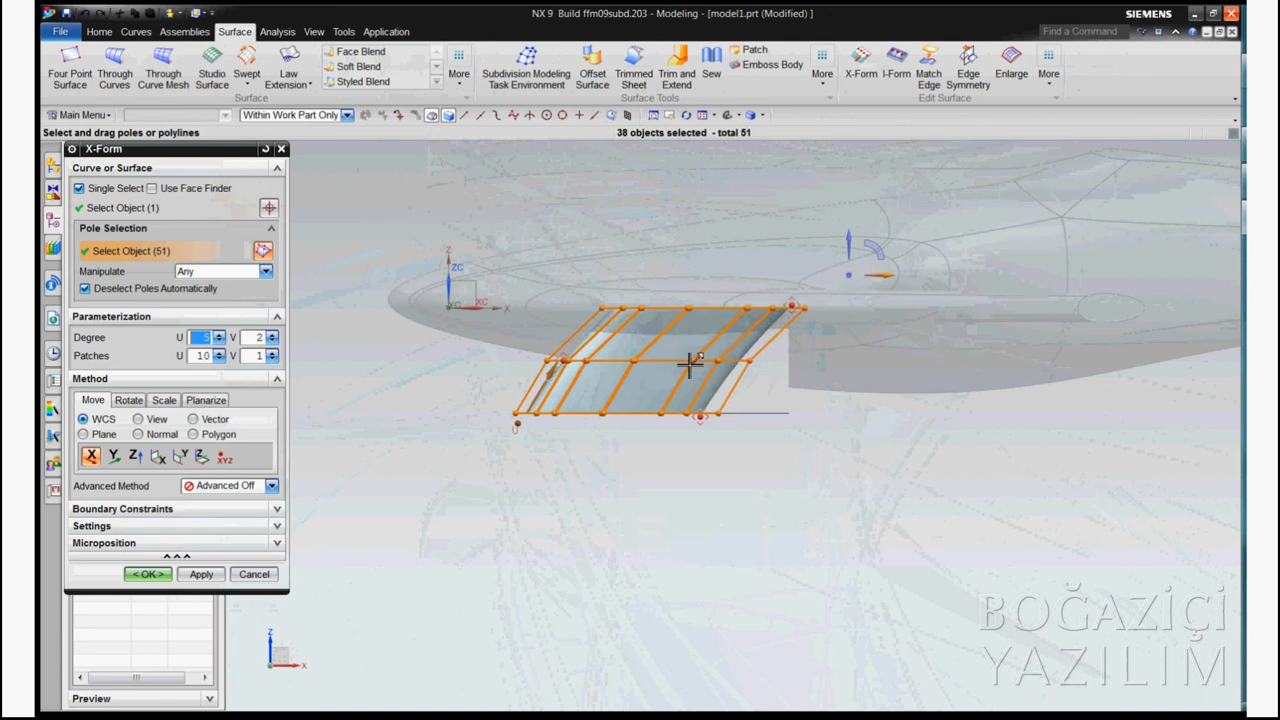 NX 9 Build ffm09subd.203 - Modeling - [model1.prt (Modified) ]
SIEMENS
File Home Curves Assemblies Surface Analysis View Tools Application
Find a Command
Four Point Surface
Through Curves
Through Curve Mesh
Studio Surface
Swept
Law Extension
Face Blend
Soft Blend
Styled Blend
More
Surface
Subdivision Modeling Task Environment
Offset Surface
Trimmed Sheet
Trim and Extend
Sew
Patch
Emboss Body
More
Surface Tools
X-Form
I-Form
Match Edge
Edge Symmetry
Enlarge
More
Edit Surface
Main Menu
Within Work Part Only
Select and drag poles or polylines
38 objects selected - total 51
X-Form
Curve or Surface
Single Select Use Face Finder
Select Object (1)
Pole Selection
Select Object (51)
Manipulate Any
Deselect Poles Automatically
Parameterization
Degree U 5 V 2
Patches U 10 V 1
Method
Move Rotate Scale Planarize
WCS View Vector
Plane Normal Polygon
X Y Z X Y Z XYZ
Advanced Method Advanced Off
Boundary Constraints
Settings
Microposition
< OK > Apply Cancel
Preview
Z
ZC
YC
XC
X
U
Z
X
BOĞAZİÇİ
YAZILIM